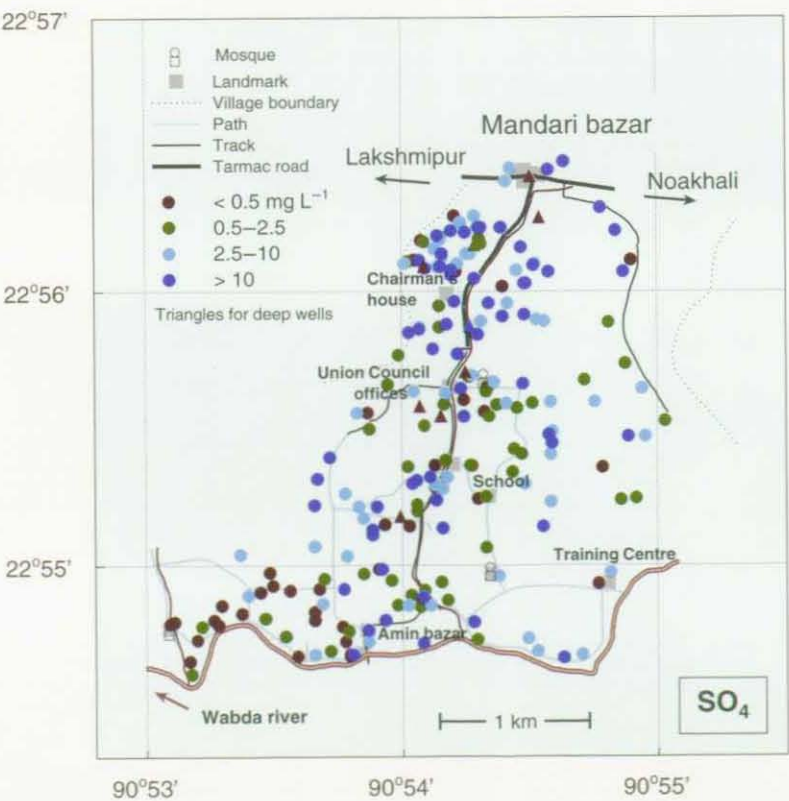 22°57'
Mosque
Landmark
Village boundary
Path
Track
Tarmac road
< 0.5 mg L⁻¹
0.5–2.5
2.5–10
> 10
Triangles for deep wells
Mandari bazar
Lakshmipur
Noakhali
22°56'
Chairman's
house
Union Council
offices
School
22°55'
Training Centre
Amin bazar
Wabda river
1 km
SO₄
90°53'
90°54'
90°55'